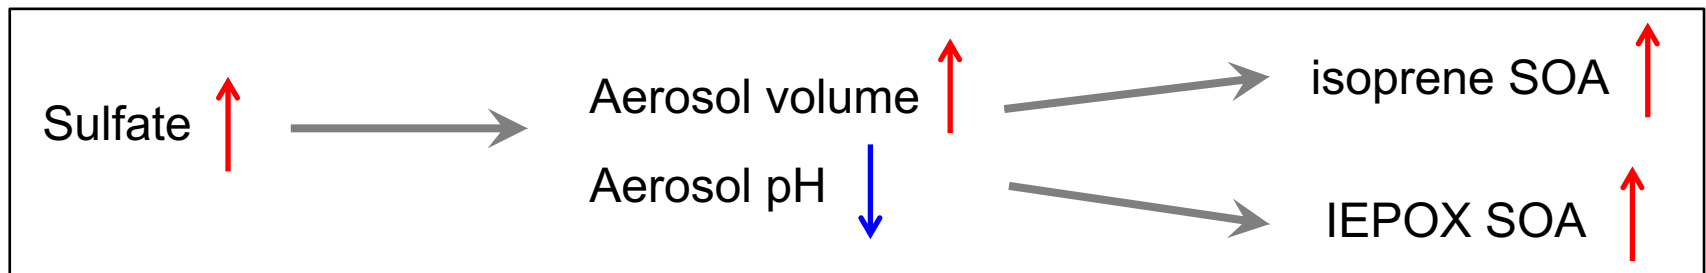 Sulfate
Aerosol volume
Aerosol pH
isoprene SOA
IEPOX SOA